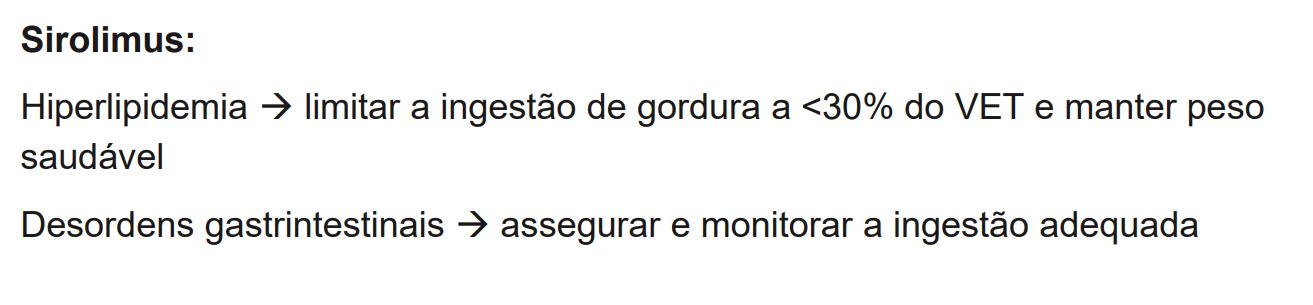 Sirolimus:
Hiperlipidemia → limitar a ingestão de gordura a <30% do VET e manter peso
saudável
Desordens gastrintestinais → assegurar e monitorar a ingestão adequada